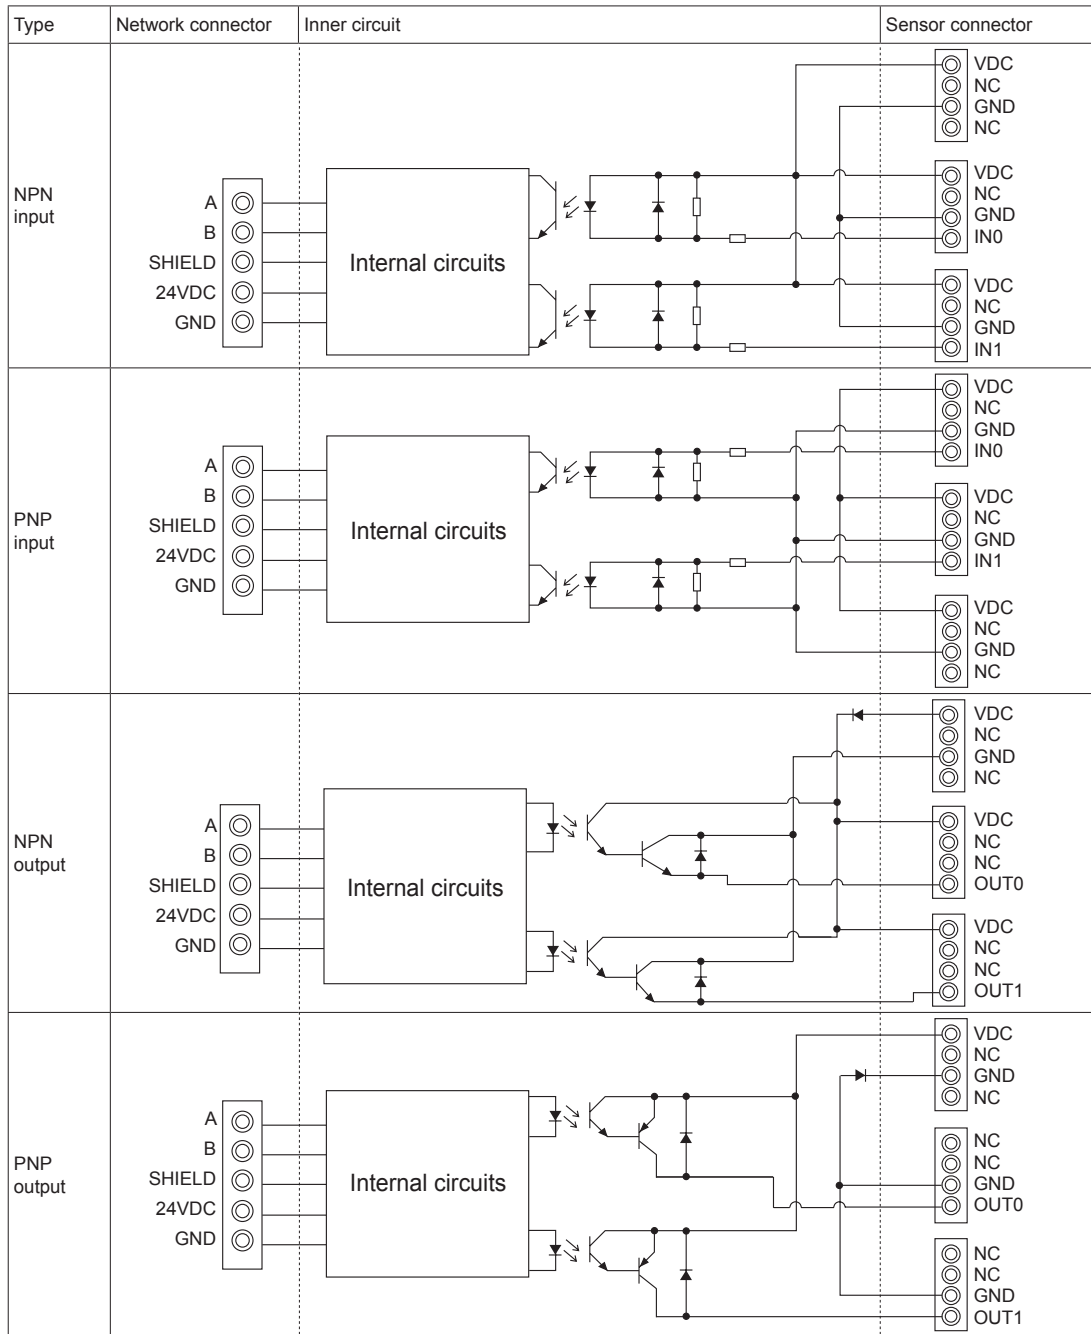 Type Network connector Inner circuit Sensor connector
NPN
input
A
B
SHIELD
24VDC
GND
Internal circuits
VDC
NC
GND
NC
VDC
NC
GND
IN0
VDC
NC
GND
IN1
PNP
input
A
B
SHIELD
24VDC
GND
Internal circuits
VDC
NC
GND
IN0
VDC
NC
GND
IN1
VDC
NC
GND
NC
NPN
output
A
B
SHIELD
24VDC
GND
Internal circuits
VDC
NC
GND
NC
VDC
NC
NC
OUT0
VDC
NC
NC
OUT1
PNP
output
A
B
SHIELD
24VDC
GND
Internal circuits
VDC
NC
GND
NC
NC
NC
GND
OUT0
NC
NC
GND
OUT1